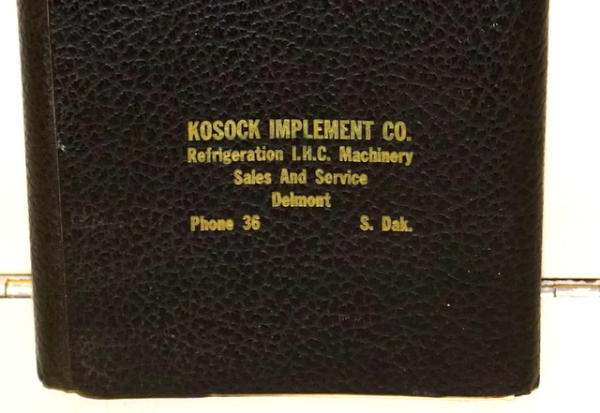 KOSOCK IMPLEMENT CO.
Refrigeration I.H.C. Machinery
Sales And Service
Delmont
Phone 36 S. Dak.